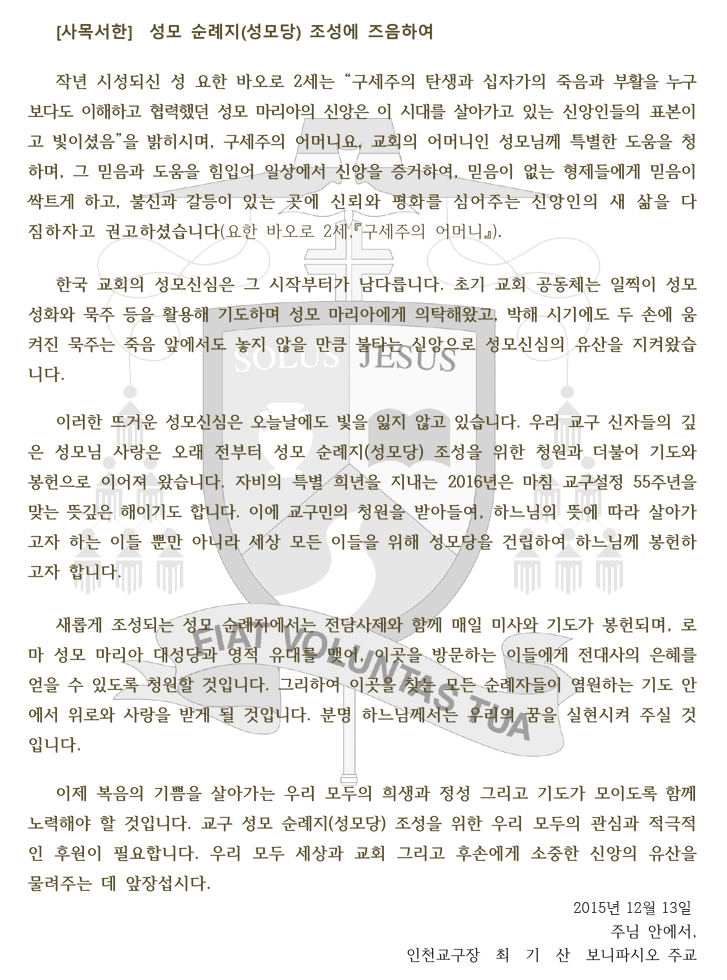 [사목서한] 성모 순례지(성모당) 조성에 즈음하여
작년 시성되신 성 요한 바오로 2세는 “구세주의 탄생과 십자가의 죽음과 부활을 누구
보다도 이해하고 협력했던 성모 마리아의 신앙은 이 시대를 살아가고 있는 신앙인들의 표본이
고 빛이셨음”을 밝히시며, 구세주의 어머니요, 교회의 어머니인 성모님께 특별한 도움을 청
하며, 그 믿음과 도움을 힘입어 일상에서 신앙을 증거하여, 믿음이 없는 형제들에게 믿음이
싹트게 하고, 불신과 갈등이 있는 곳에 신뢰와 평화를 심어주는 신앙인의 새 삶을 다
짐하자고 권고하셨습니다(요한 바오로 2세,『구세주의 어머니』).
한국 교회의 성모신심은 그 시작부터가 남다릅니다. 초기 교회 공동체는 일찍이 성모
성화와 묵주 등을 활용해 기도하며 성모 마리아에게 의탁해왔고, 박해 시기에도 두 손에 움
켜진 묵주는 죽음 앞에서도 놓지 않을 만큼 불타는 신앙으로 성모신심의 유산을 지켜왔습
니다.
SOLUS JESUS
이러한 뜨거운 성모신심은 오늘날에도 빛을 잃지 않고 있습니다. 우리 교구 신자들의 깊
은 성모님 사랑은 오래 전부터 성모 순례지(성모당) 조성을 위한 청원과 더불어 기도와
봉헌으로 이어져 왔습니다. 자비의 특별 희년을 지내는 2016년은 마친 교구설정 55주년을
맞는 뜻깊은 해이기도 합니다. 이에 교구민의 청원을 받아들여, 하느님의 뜻에 따라 살아가
고자 하는 이들 뿐만 아니라 세상 모든 이들을 위해 성모당을 건립하여 하느님께 봉헌하
고자 합니다.
새롭게 조성되는 성모 순례지에서는 전담사제와 함께 매일 미사와 기도가 봉헌되며, 로
마 성모 마리아 대성당과 영적 유대를 맺어, 이곳을 방문하는 이들에게 전대사의 은혜를
얻을 수 있도록 청원할 것입니다. 그리하여 이곳을 찾는 모든 순례자들이 염원하는 기도 안
에서 위로와 사랑을 받게 될 것입니다. 분명 하느님께서는 우리의 꿈을 실현시켜 주실 것
입니다.
FIAT VOLUNTAS TUA
이제 복음의 기쁨을 살아가는 우리 모두의 희생과 정성 그리고 기도가 모이도록 함께
노력해야 할 것입니다. 교구 성모 순례지(성모당) 조성을 위한 우리 모두의 관심과 적극적
인 후원이 필요합니다. 우리 모두 세상과 교회 그리고 후손에게 소중한 신앙의 유산을
물려주는 데 앞장섭시다.
2015년 12월 13일
주님 안에서,
인천교구장 최 기 산 보니파시오 주교